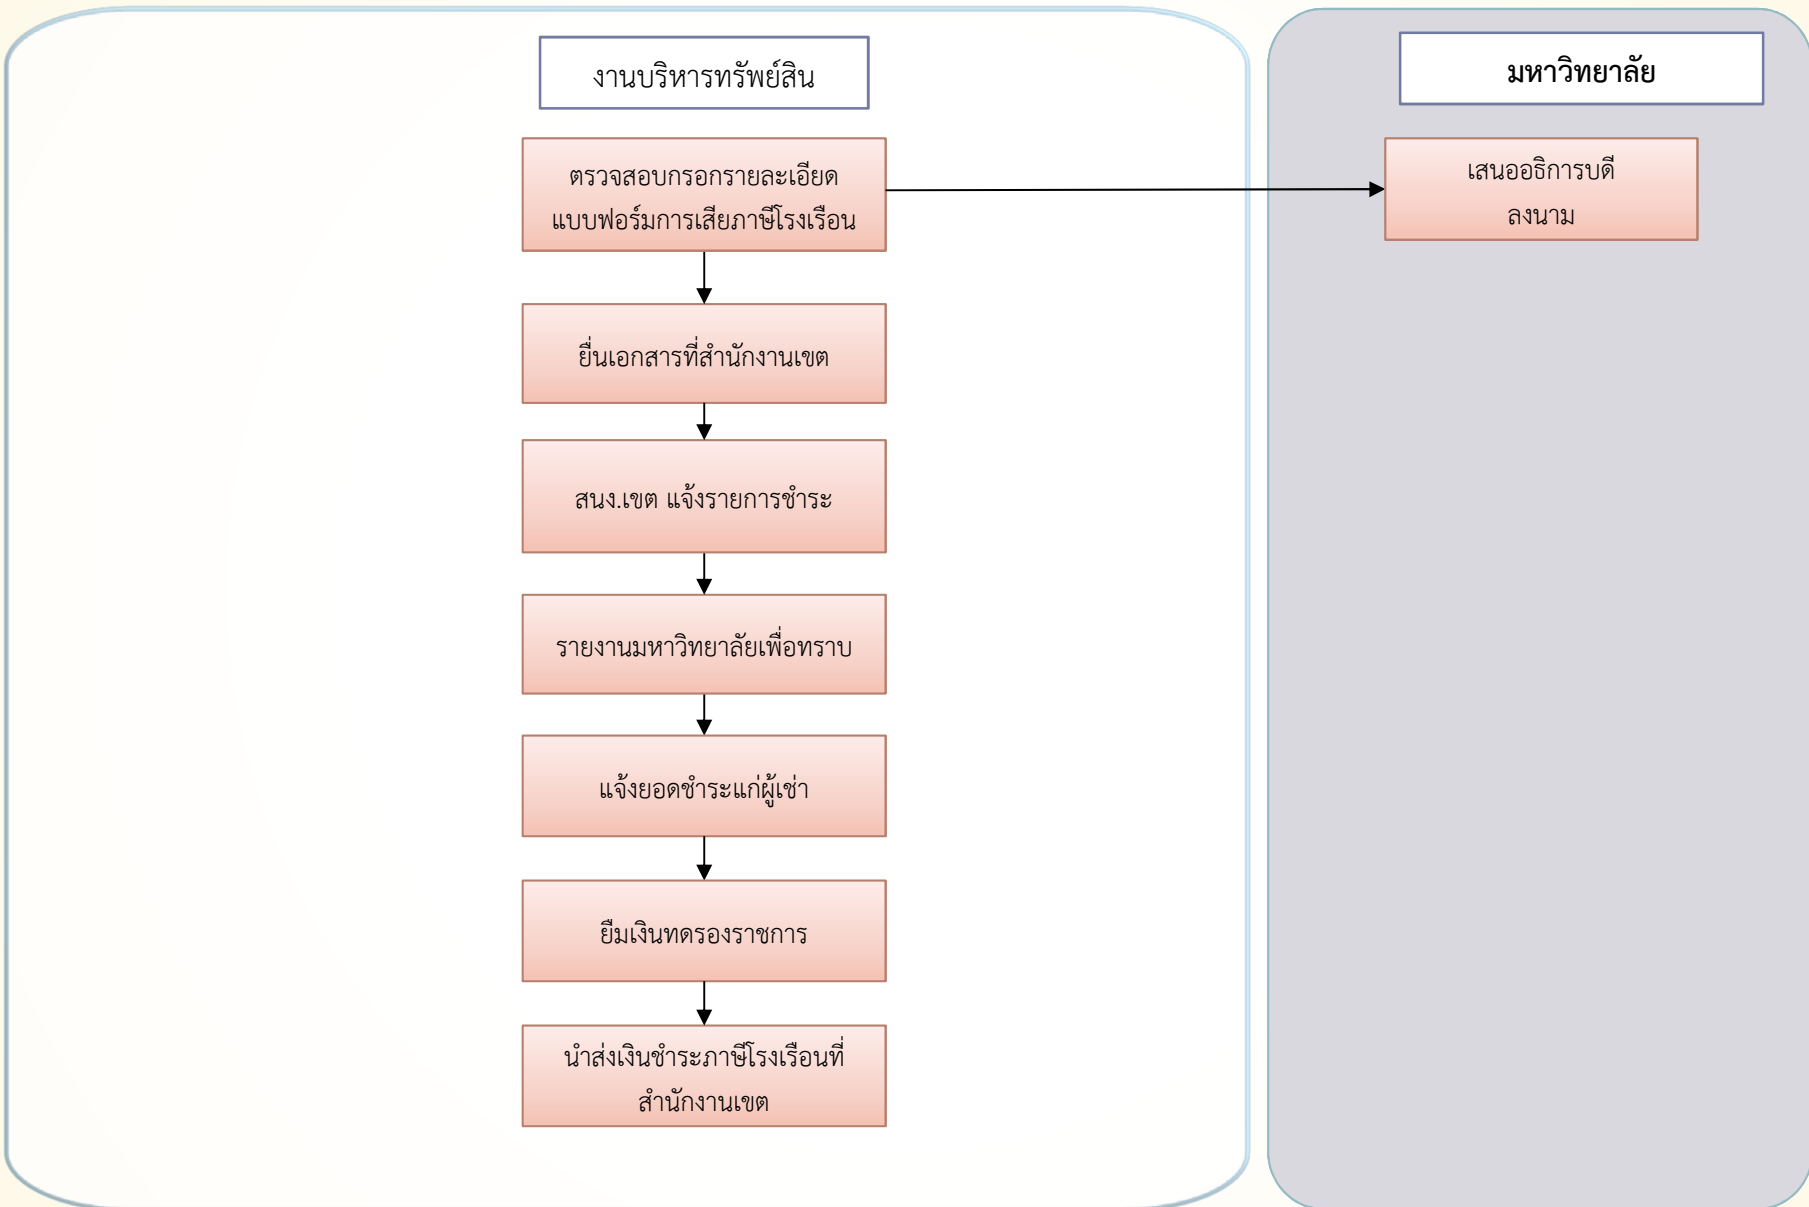 งานบริหารทรัพย์สิน
มหาวิทยาลัย
ตรวจสอบกรอกรายละเอียด
แบบฟอร์มการเสียภาษีโรงเรือน
เสนออธิการบดี
ลงนาม
ยื่นเอกสารที่สำนักงานเขต
สนง.เขต แจ้งรายการชำระ
รายงานมหาวิทยาลัยเพื่อทราบ
แจ้งยอดชำระแก่ผู้เช่า
ยืมเงินทดรองราชการ
นำส่งเงินชำระภาษีโรงเรือนที่
สำนักงานเขต